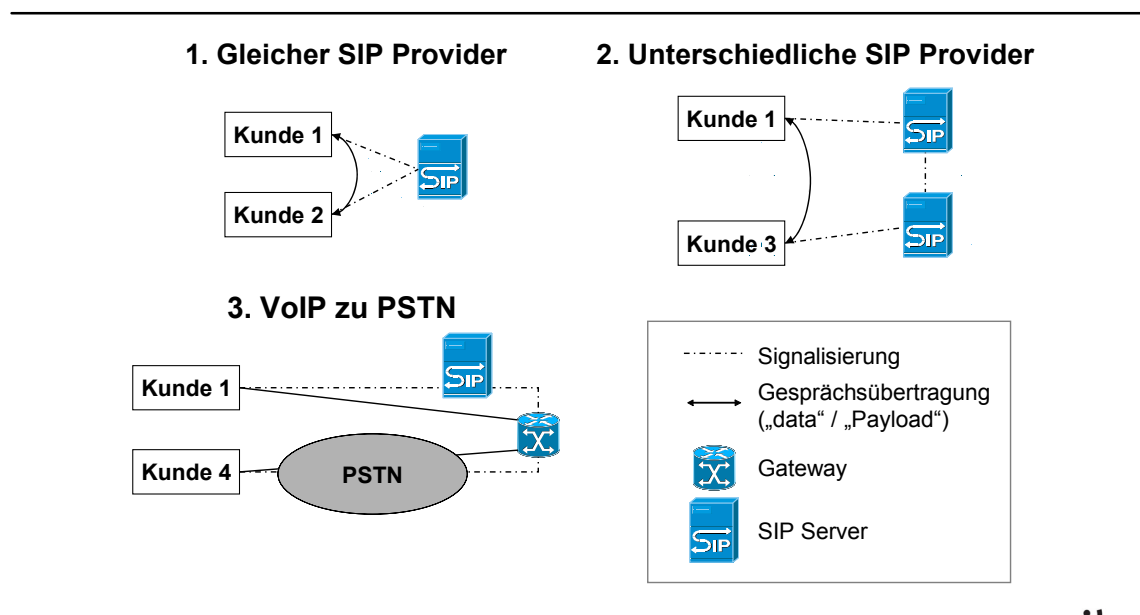 1. Gleicher SIP Provider
Kunde 1
Kunde 2
SIP
2. Unterschiedliche SIP Provider
Kunde 1
Kunde 3
SIP
SIP
3. VoIP zu PSTN
Kunde 1
Kunde 4
SIP
PSTN
Signalisierung
Gesprächsübertragung
(„data“ / „Payload“)
Gateway
SIP
SIP Server